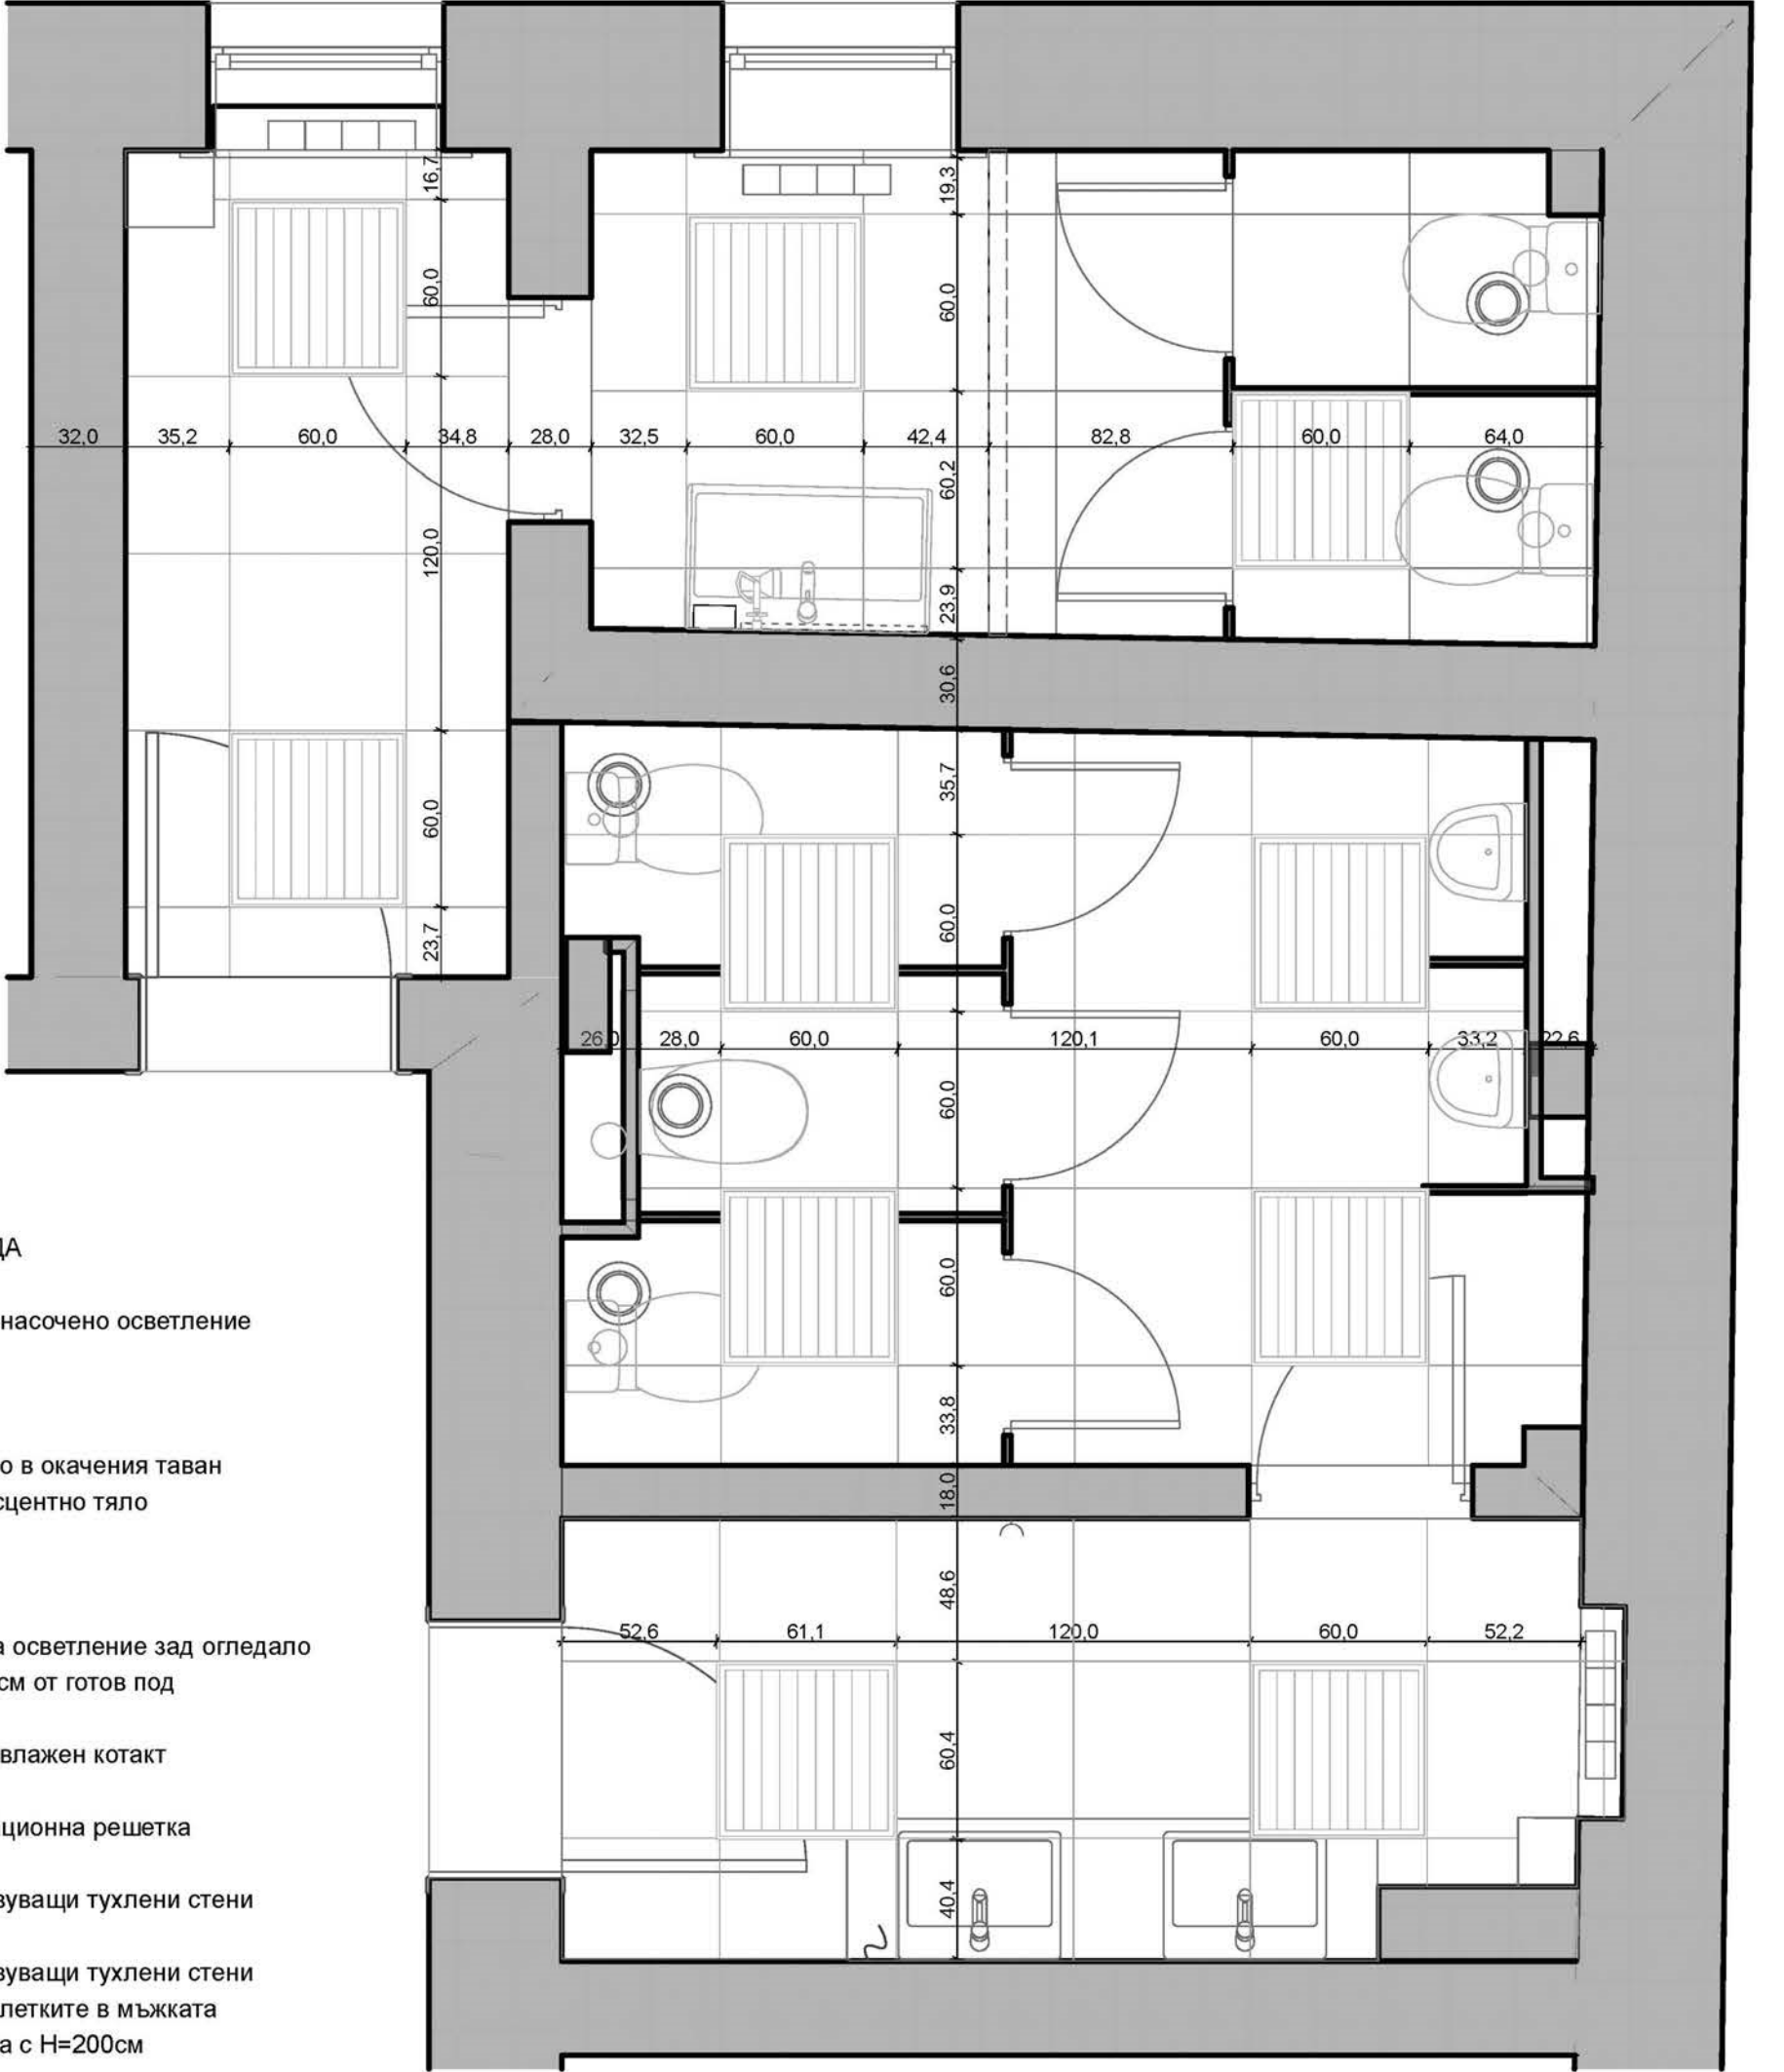 16,7
19,3
60,0
60,0
32,0 35,2 60,0 34,8 28,0 32,5 60,0 42,4 82,8 60,0 64,0
60,2
120,0
23,9
30,6
35,7
60,0
60,0
23,7
26,0 28,0 60,0 120,1 60,0 33,2 22,6
60,0
ДА
60,0
насочено осветление
33,8
о в окачения таван
18,0
сцентно тяло
48,6
52,6 61,1 120,0 60,0 52,2
а осветление зад огледало
см от готов под
60,4
влажен котакт
ационна решетка
40,4
вуващи тухлени стени
вуващи тухлени стени
летките в мъжката
а с H=200см